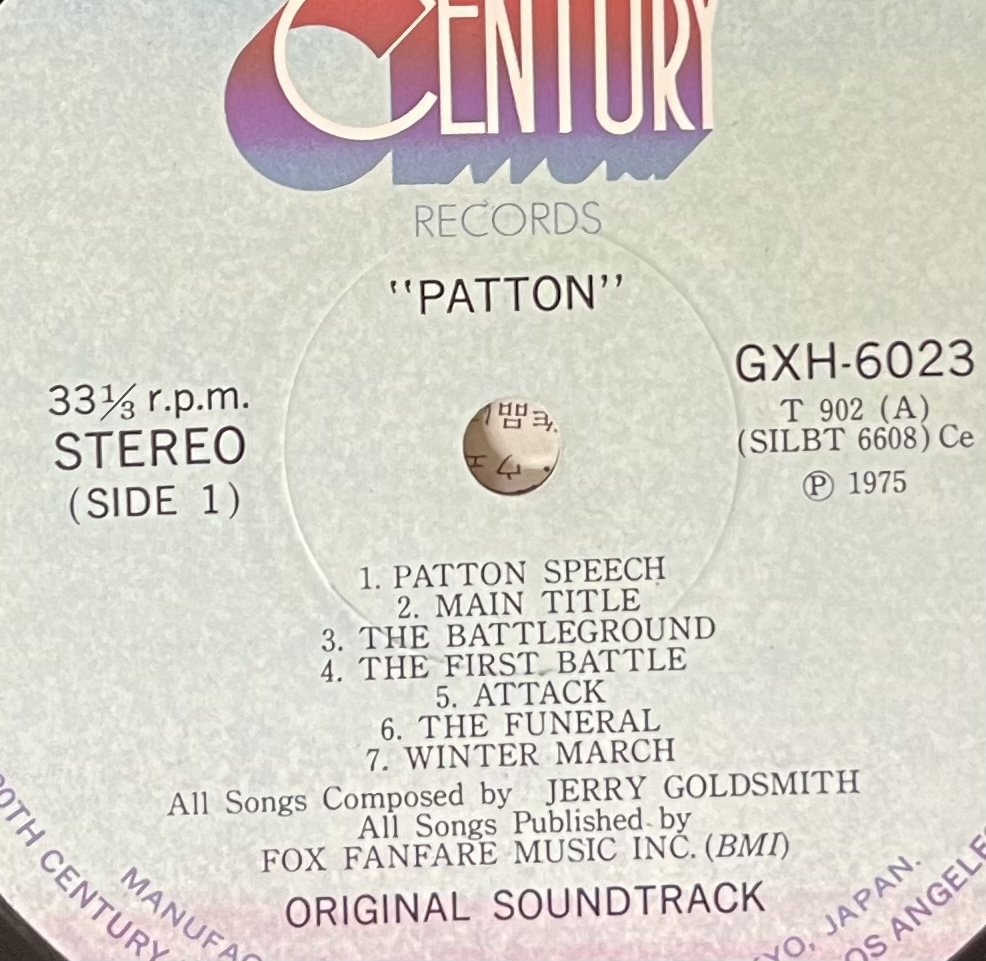 CENTURY
RECORDS
"PATTON"
33⅓ r.p.m.
STEREO
(SIDE 1)
GXH-6023
T 902 (A)
(SILBT 6608) Ce
Ⓟ 1975
1. PATTON SPEECH
2. MAIN TITLE
3. THE BATTLEGROUND
4. THE FIRST BATTLE
5. ATTACK
6. THE FUNERAL
7. WINTER MARCH
All Songs Composed by JERRY GOLDSMITH
All Songs Published by
FOX FANFARE MUSIC INC. (BMI)
ORIGINAL SOUNDTRACK
CENTURY
JAPAN.